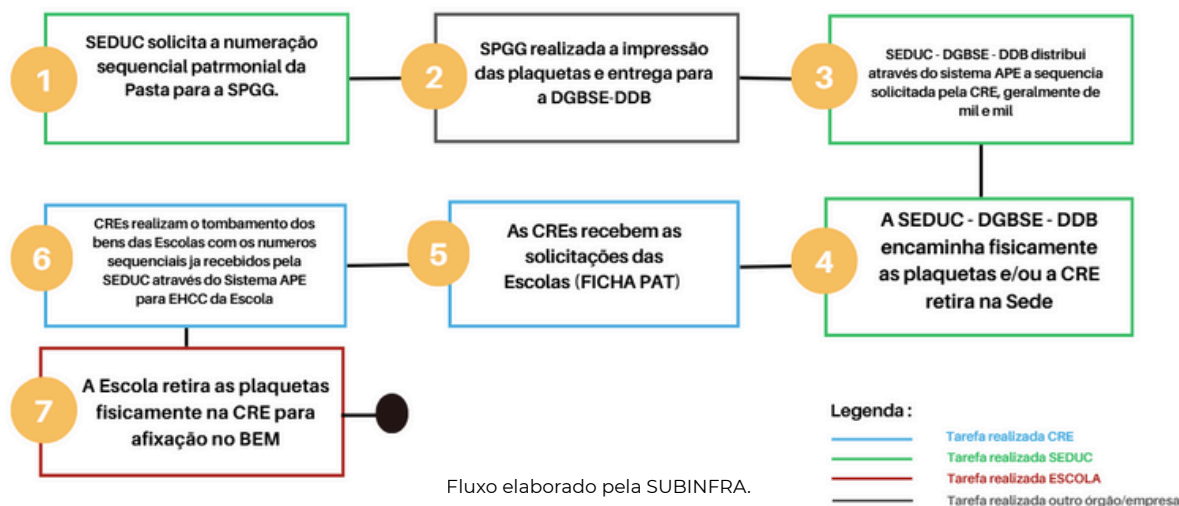 1
SEDUC solicita a numeração
sequencial patrmonial da
Pasta para a SPGG.
2
SPGG realizada a impressão
das plaquetas e entrega para
a DGBSE-DDB
3
SEDUC - DGBSE - DDB distribui
através do sistema APE a sequencia
solicitada pela CRE, geralmente de
mil e mil
4
A SEDUC - DGBSE - DDB
encaminha fisicamente
as plaquetas e/ou a CRE
retira na Sede
5
As CREs recebem as
solicitações das
Escolas (FICHA PAT)
6
CREs realizam o tombamento dos
bens das Escolas com os numeros
sequenciais ja recebidos pela
SEDUC através do Sistema APE
para EHCC da Escola
7
A Escola retira as plaquetas
fisicamente na CRE para
afixação no BEM
Legenda :
Tarefa realizada CRE
Tarefa realizada SEDUC
Tarefa realizada ESCOLA
Tarefa realizada outro órgão/empresa
Fluxo elaborado pela SUBINFRA.